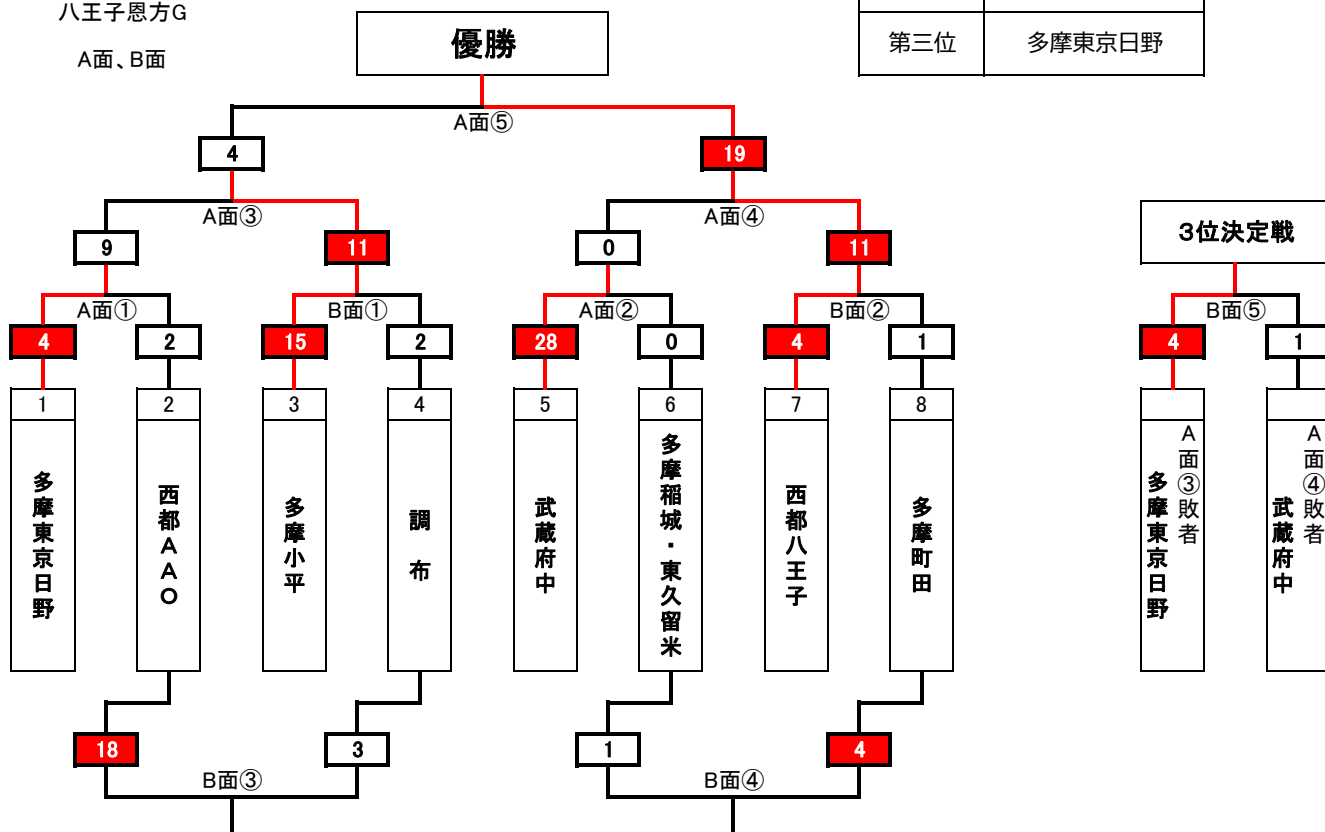 八王子恩方G
A面、B面
優勝
第三位 多摩東京日野
A面⑤
4 19
A面③ A面④
9 11 0 11
3位決定戦
A面① B面① A面② B面② B面⑤
4 2 15 2 28 0 4 1 4 1
1 2 3 4 5 6 7 8
多摩東京日野
西都AAO
多摩小平
調布
武蔵府中
多摩稲城・東久留米
西都八王子
多摩町田
A面③敗者
多摩東京日野
A面④敗者
武蔵府中
18 3 1 4
B面③ B面④